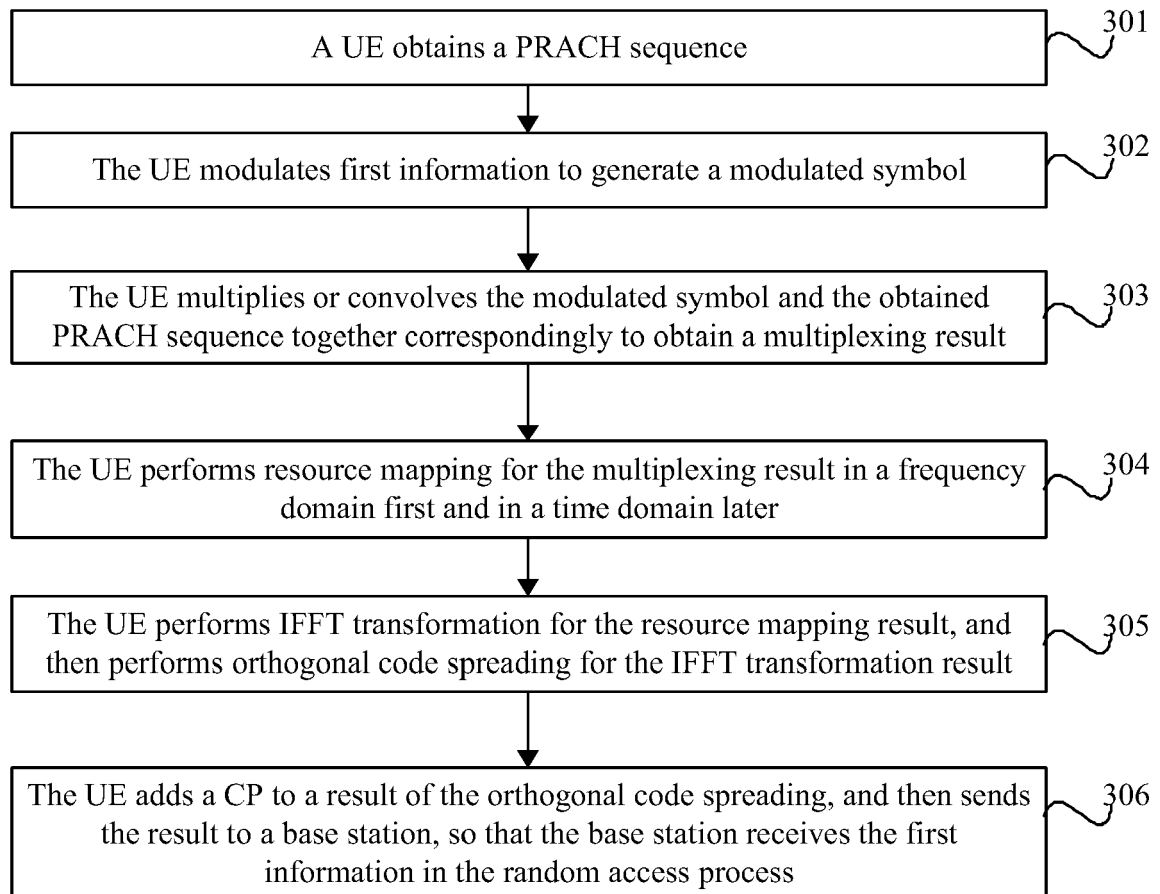 A UE obtains a PRACH sequence
301
The UE modulates first information to generate a modulated symbol
302
The UE multiplies or convolves the modulated symbol and the obtained
PRACH sequence together correspondingly to obtain a multiplexing result
303
The UE performs resource mapping for the multiplexing result in a frequency
domain first and in a time domain later
304
The UE performs IFFT transformation for the resource mapping result, and
then performs orthogonal code spreading for the IFFT transformation result
305
The UE adds a CP to a result of the orthogonal code spreading, and then sends
the result to a base station, so that the base station receives the first
information in the random access process
306